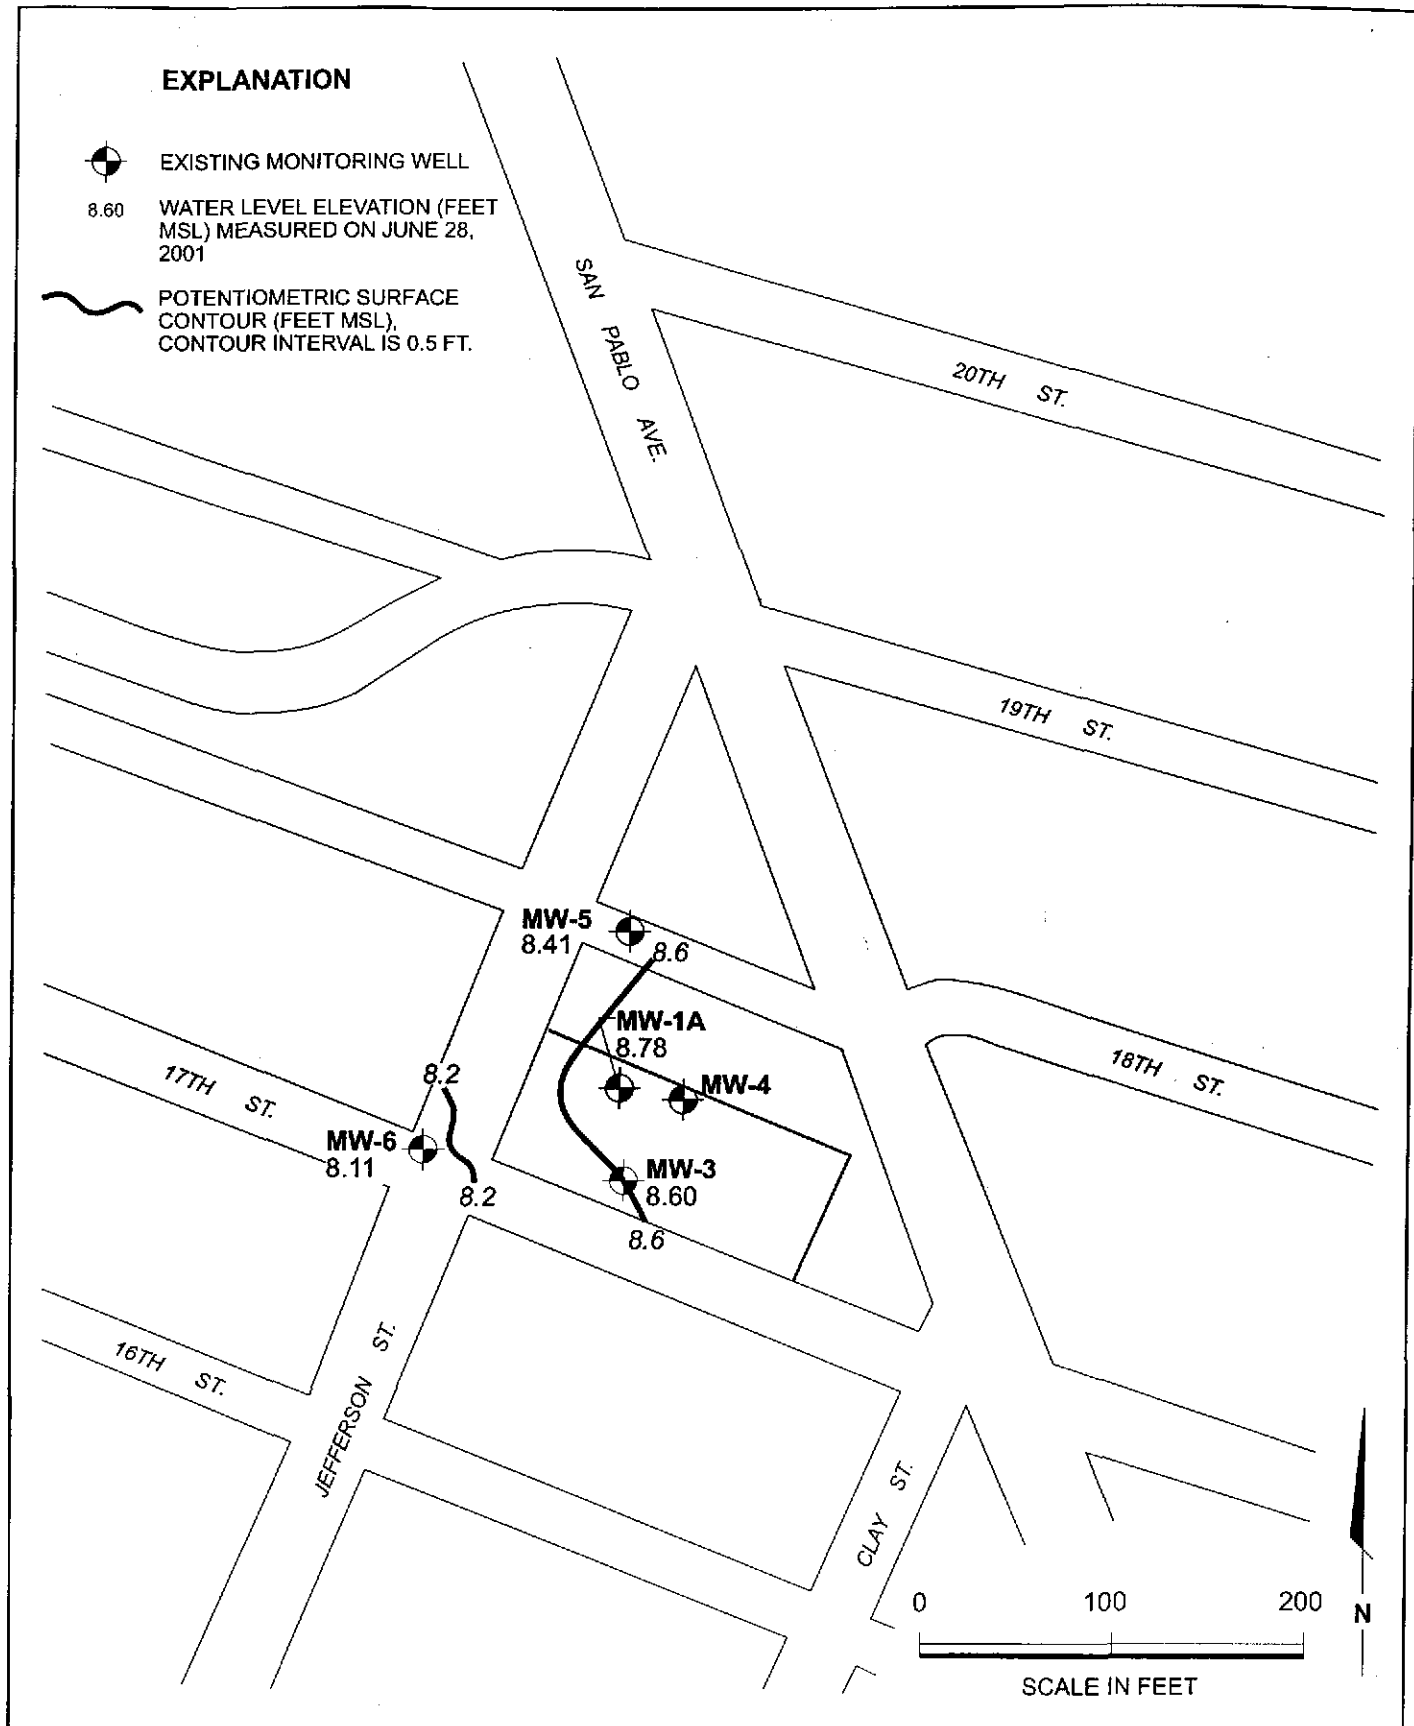 EXPLANATION
EXISTING MONITORING WELL
8.60
WATER LEVEL ELEVATION (FEET
MSL) MEASURED ON JUNE 28,
2001
POTENTIOMETRIC SURFACE
CONTOUR (FEET MSL),
CONTOUR INTERVAL IS 0.5 FT.
SAN PABLO AVE.
20TH ST.
19TH ST.
MW-5
8.41
8.6
MW-1A
8.78
MW-4
18TH ST.
17TH ST.
8.2
MW-6
8.11
8.2
MW-3
8.60
8.6
16TH ST.
JEFFERSON ST.
CLAY ST.
0 100 200
SCALE IN FEET
N